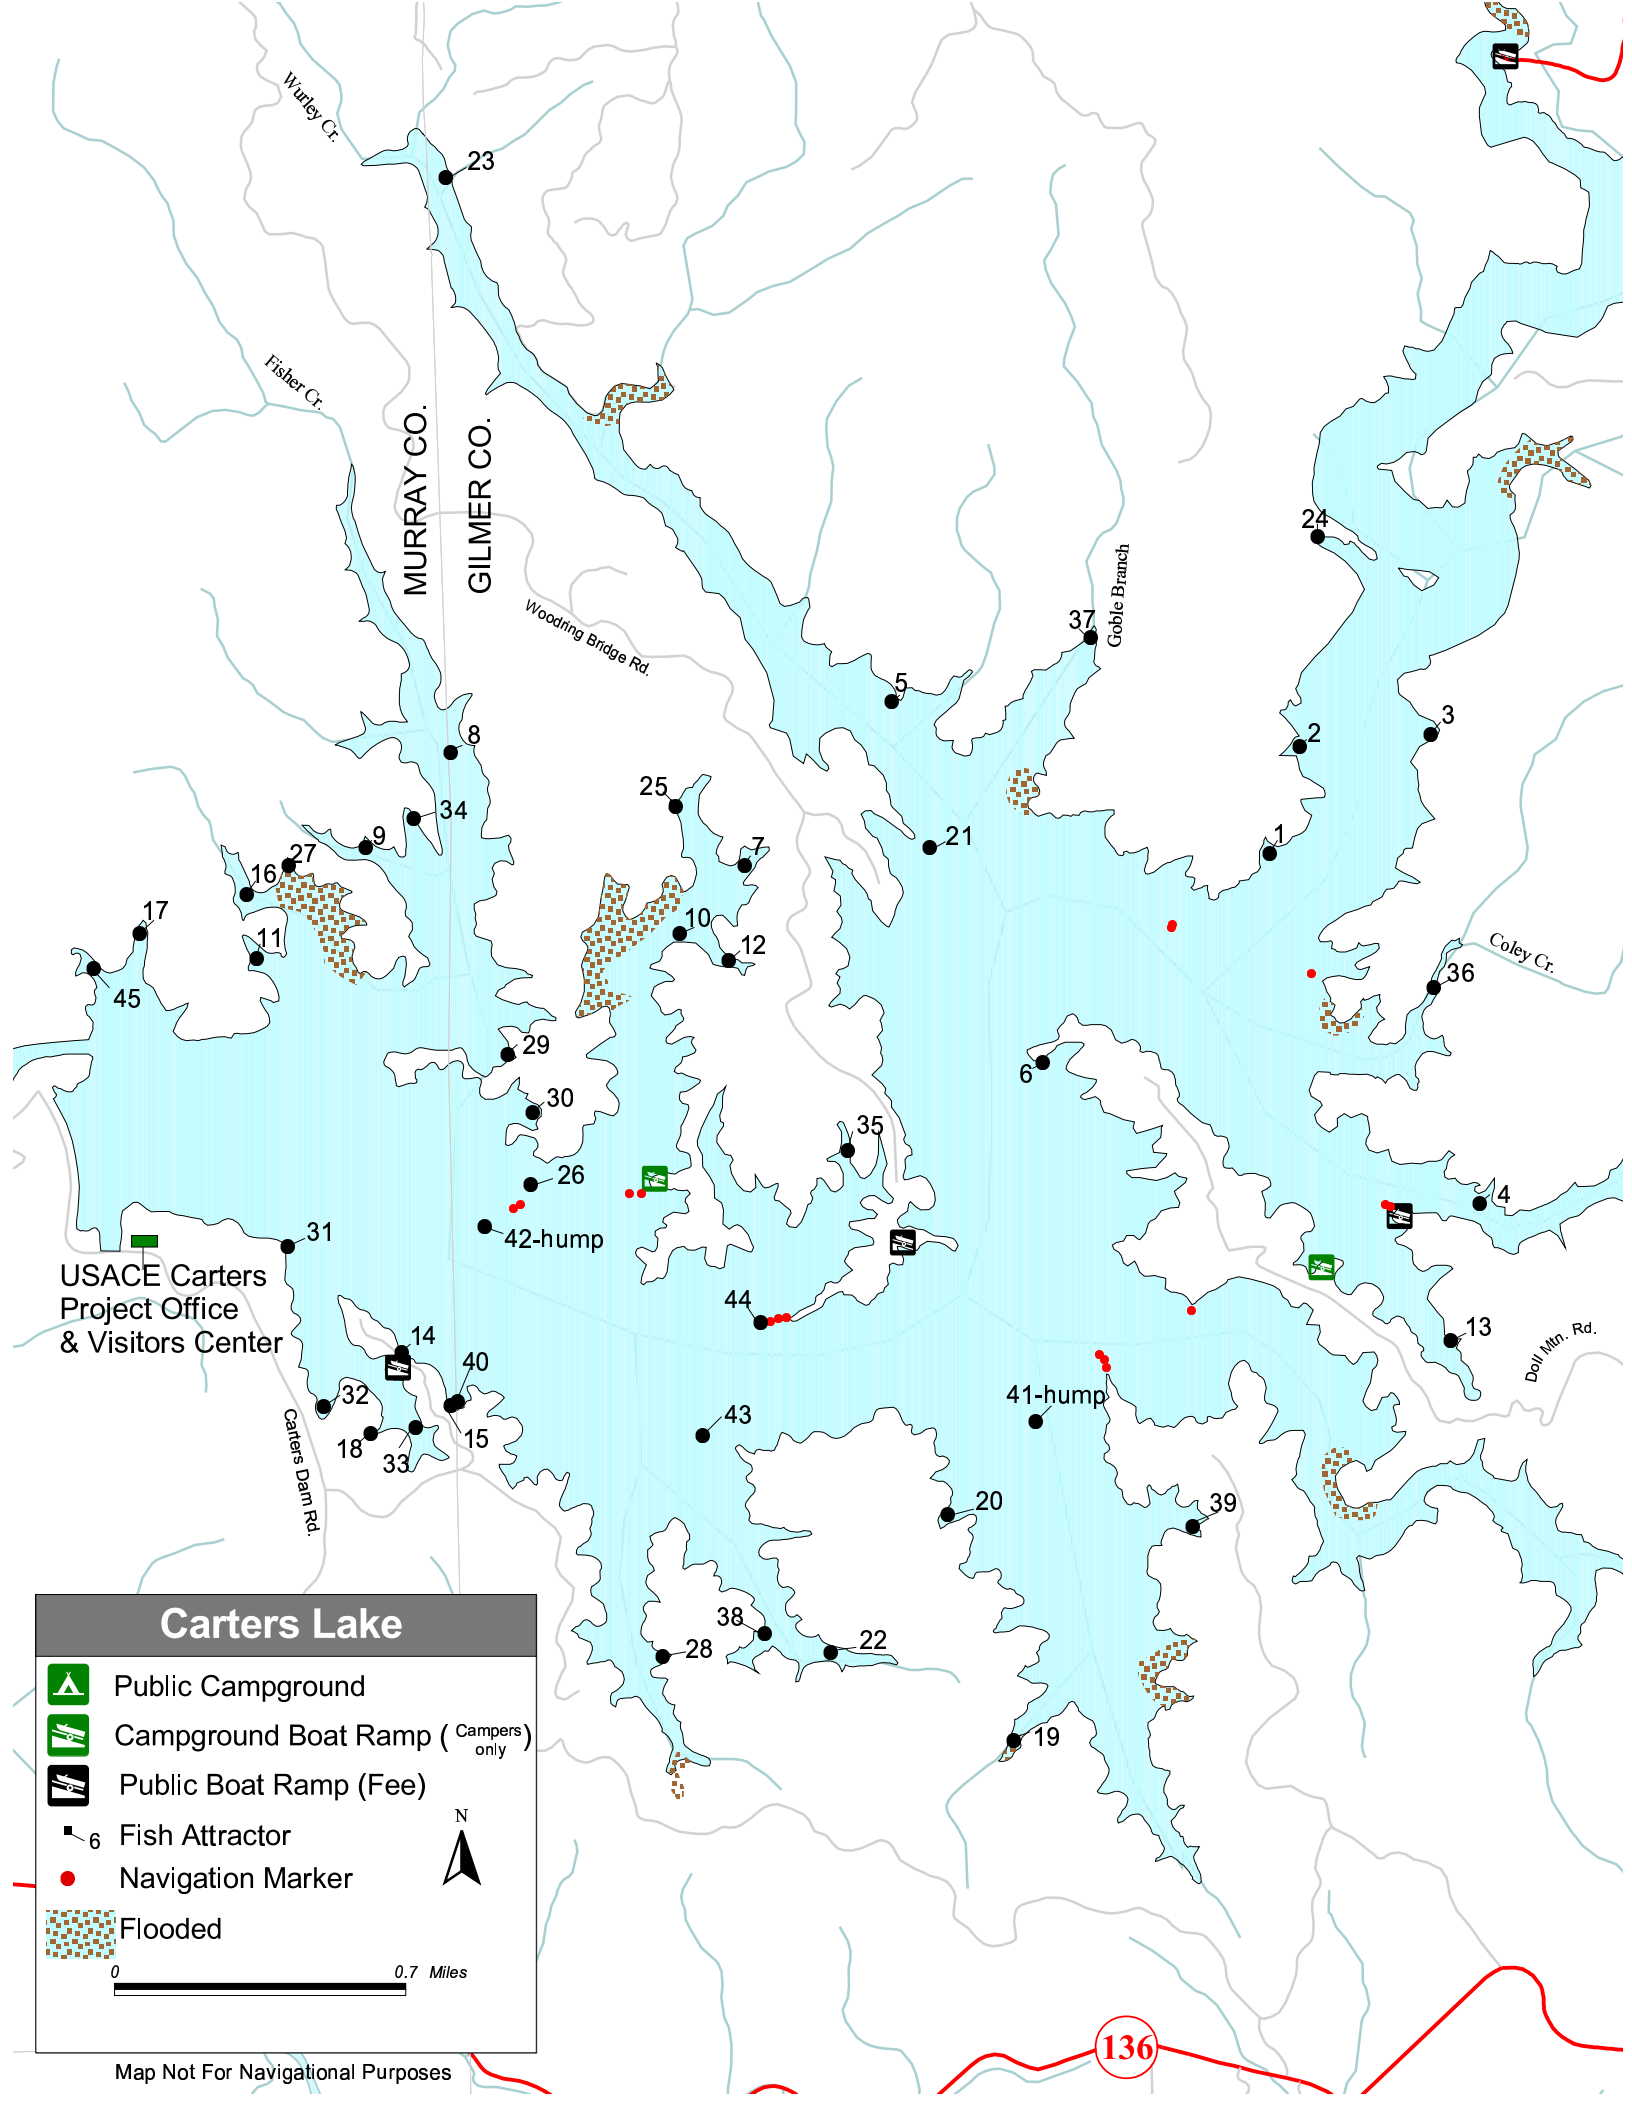 Wurley Cr.
23
Fisher Cr.
MURRAY CO.
GILMER CO.
24
Woodring Bridge Rd.
Goble Branch
37
5
3
2
8
25
34
9
1
21
7
27
16
17
10
11
12
Coley Cr.
36
45
29
6
30
35
26
4
31
42-hump
USACE Carters
Project Office
& Visitors Center
44
13
14
Doll Mtn. Rd.
40
32
41-hump
43
15
18
33
Carters Dam Rd.
20
39
38
28
22
19
Carters Lake
Public Campground
Campground Boat Ramp ( Campers only )
Public Boat Ramp (Fee)
N
6 Fish Attractor
Navigation Marker
Flooded
0 0.7 Miles
136
Map Not For Navigational Purposes